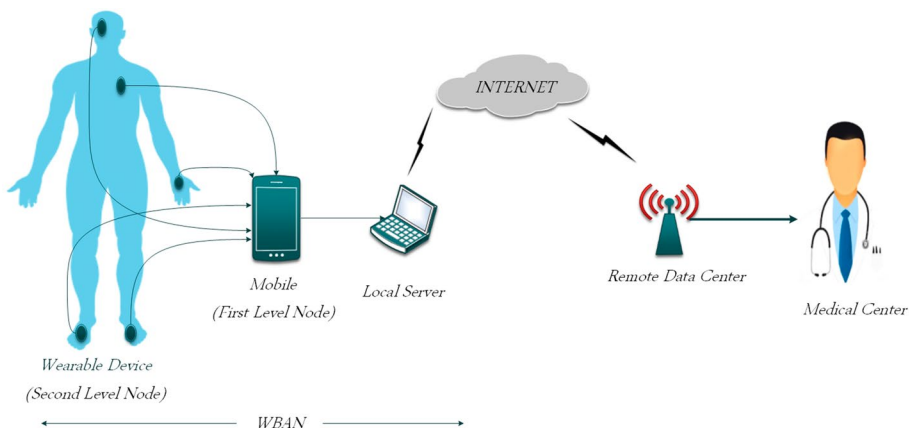 INTERNET
Mobile
(First Level Node)
Local Server
Remote Data Center
Medical Center
Wearable Device
(Second Level Node)
WBAN